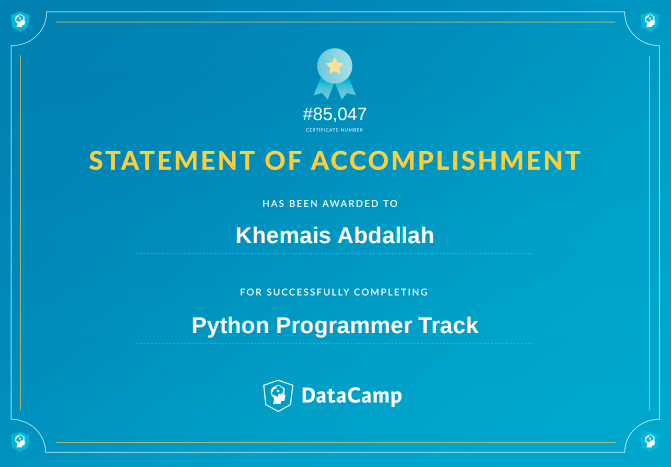 #85,047
CERTIFICATE NUMBER
STATEMENT OF ACCOMPLISHMENT
HAS BEEN AWARDED TO
Khemais Abdallah
FOR SUCCESSFULLY COMPLETING
Python Programmer Track
DataCamp